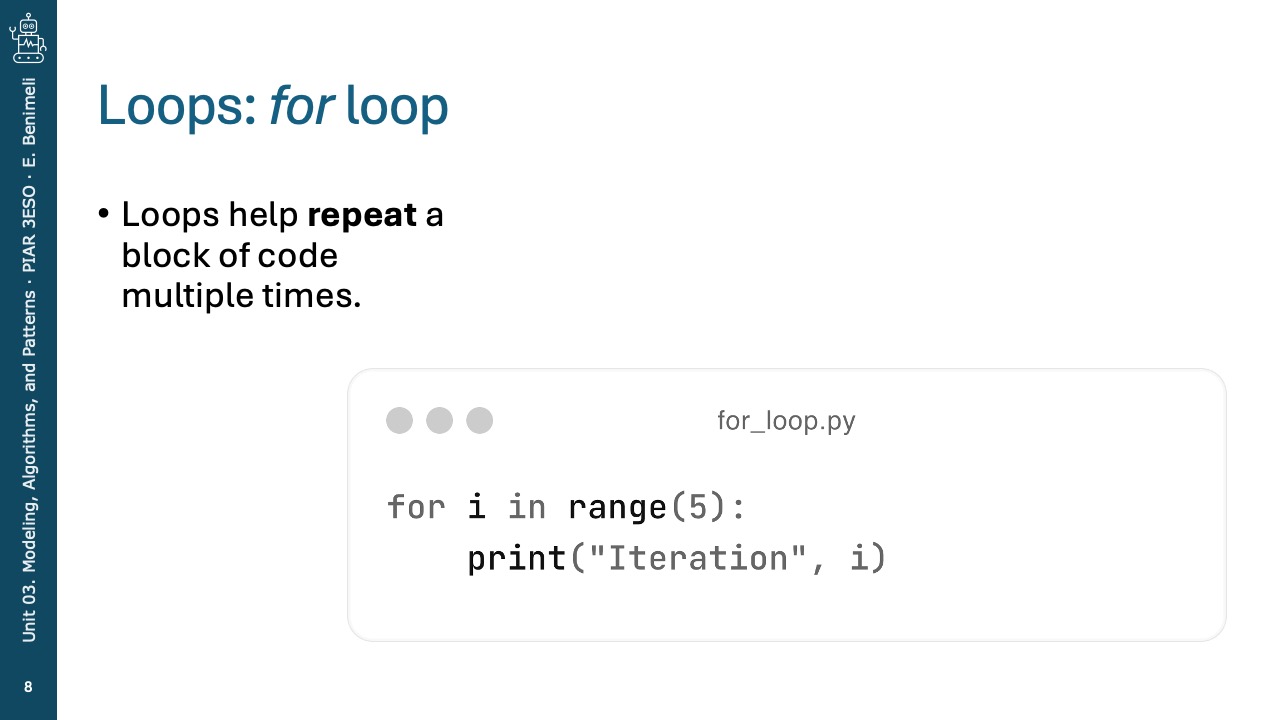 Loops: for loop
• Loops help repeat a
block of code
multiple times.
for_loop.py
for i in range(5):
    print("Iteration", i)
Unit 03. Modeling, Algorithms, and Patterns · PIAR 3ESO · E. Benimeli
8